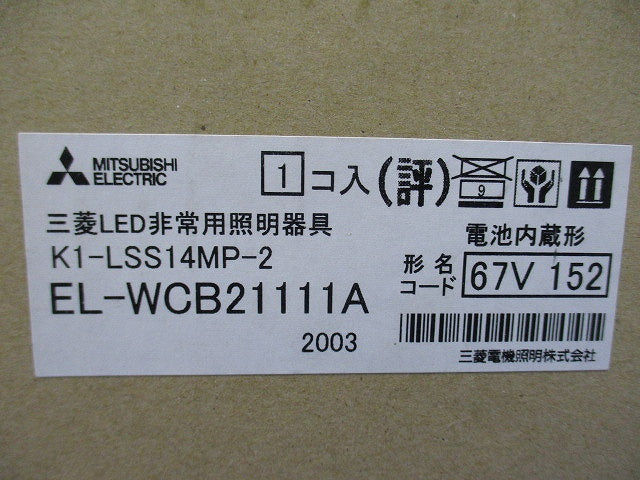 MITSUBISHI ELECTRIC
1 コ入 (評) 9
三菱LED非常用照明器具
K1-LSS14MP-2
EL-WCB21111A
2003
電池内蔵形
形名コード 67V 152
三菱電機照明株式会社